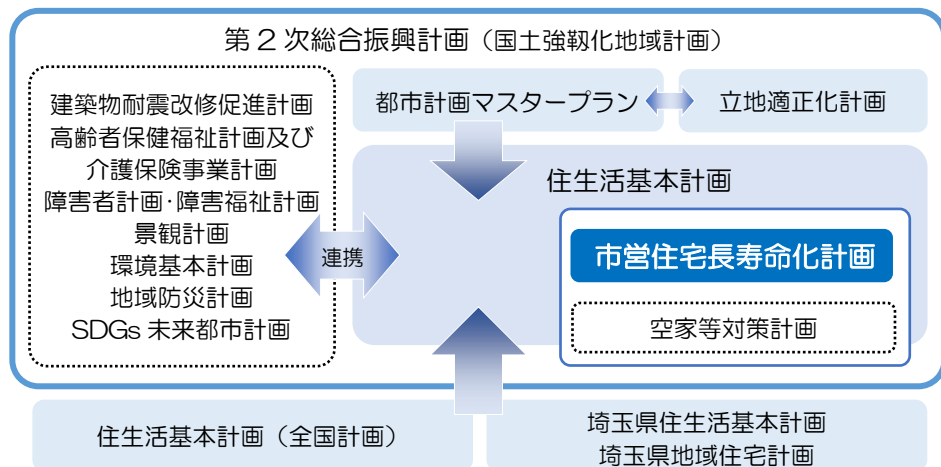 第2次総合振興計画（国土強靱化地域計画）
建築物耐震改修促進計画
高齢者保健福祉計画及び
介護保険事業計画
障害者計画･障害福祉計画
景観計画
環境基本計画
地域防災計画
SDGs 未来都市計画
連携
都市計画マスタープラン
立地適正化計画
住生活基本計画
市営住宅長寿命化計画
空家等対策計画
住生活基本計画（全国計画）
埼玉県住生活基本計画
埼玉県地域住宅計画